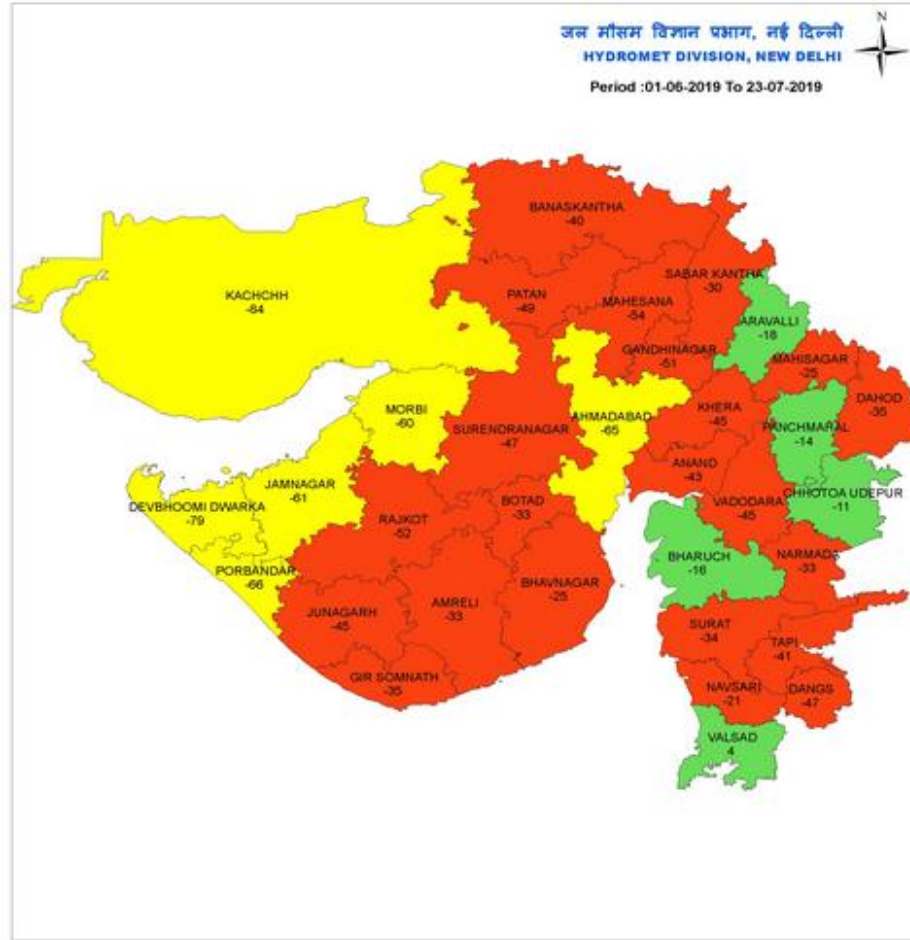 जल मौसम विज्ञान प्रभाग, नई दिल्ली
N
HYDROMET DIVISION, NEW DELHI
Period :01-06-2019 To 23-07-2019
BANASKANTHA
-40
KACHCHH
-84
PATAN
-49
MAHESANA
-54
SABAR KANTHA
-30
ARAVALLI
-18
GANDHINAGAR
-51
MAHISAGAR
-25
DAHOD
-35
MORBI
-60
SURENDRANAGAR
-47
AHMADABAD
-65
KHERA
-45
PANCHMAHAL
-14
ANAND
-43
VADODARA
-45
CHHOTOA UDEPUR
-11
DEVBHOOMI DWARKA
-79
JAMNAGAR
-61
RAJKOT
-52
BOTAD
-33
PORBANDAR
-66
JUNAGARH
-45
AMRELI
-33
BHAVNAGAR
-25
GIR SOMNATH
-35
BHARUCH
-16
NARMADA
-33
SURAT
-34
TAPI
-41
NAVSARI
-21
DANGS
-47
VALSAD
4